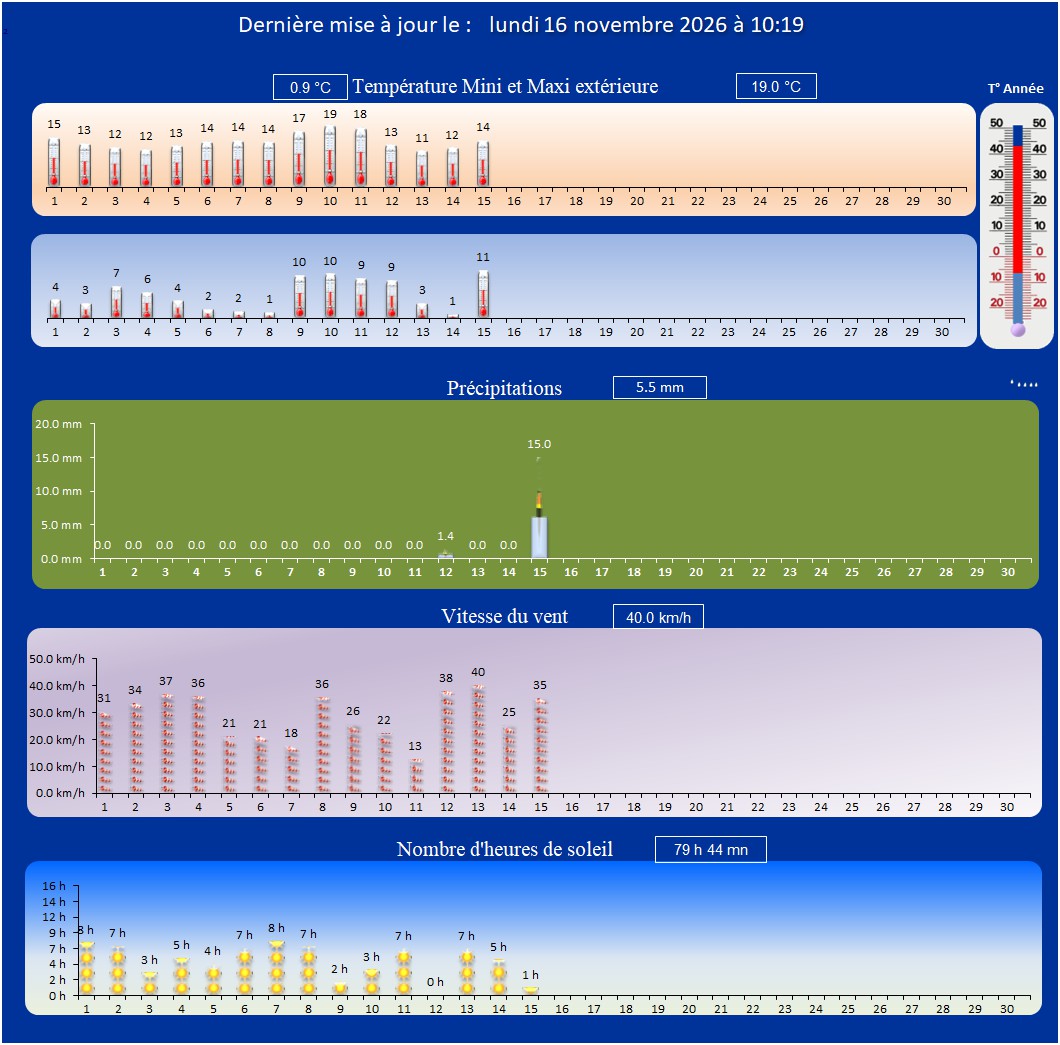 Dernière mise à jour le : lundi 16 novembre 2026 à 10:19
0.9 °C Température Mini et Maxi extérieure 19.0 °C
T° Année
15 13 12 12 13 14 14 14 17 19 18 13 11 12 14
1 2 3 4 5 6 7 8 9 10 11 12 13 14 15 16 17 18 19 20 21 22 23 24 25 26 27 28 29 30
4 3 7 6 4 2 2 1 10 10 9 9 3 1 11
1 2 3 4 5 6 7 8 9 10 11 12 13 14 15 16 17 18 19 20 21 22 23 24 25 26 27 28 29 30
50 50
40 40
30 30
20 20
10 10
0 0
10 10
20 20
Précipitations 5.5 mm
20.0 mm
15.0 mm
10.0 mm
5.0 mm
0.0 mm
0.0 0.0 0.0 0.0 0.0 0.0 0.0 0.0 0.0 0.0 0.0 1.4 0.0 0.0 15.0
1 2 3 4 5 6 7 8 9 10 11 12 13 14 15 16 17 18 19 20 21 22 23 24 25 26 27 28 29 30
Vitesse du vent 40.0 km/h
50.0 km/h
40.0 km/h
30.0 km/h
20.0 km/h
10.0 km/h
0.0 km/h
31 34 37 36 21 21 18 36 26 22 13 38 40 25 35
1 2 3 4 5 6 7 8 9 10 11 12 13 14 15 16 17 18 19 20 21 22 23 24 25 26 27 28 29 30
Nombre d'heures de soleil 79 h 44 mn
16 h
14 h
12 h
9 h
7 h
4 h
2 h
0 h
8 h 7 h 3 h 5 h 4 h 7 h 8 h 7 h 2 h 3 h 7 h 0 h 7 h 5 h 1 h
1 2 3 4 5 6 7 8 9 10 11 12 13 14 15 16 17 18 19 20 21 22 23 24 25 26 27 28 29 30